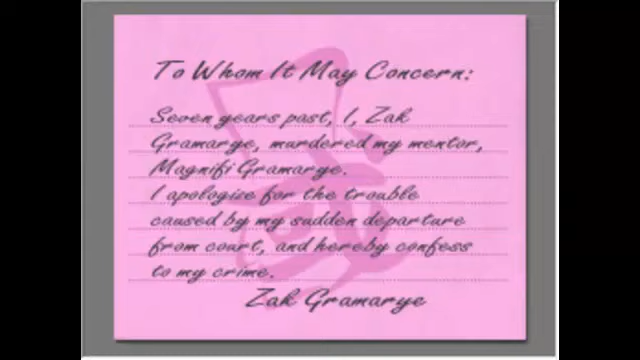 To Whom It May Concern:
Seven years past, I, Zak
Gramarye, murdered my mentor,
Magnifi Gramarye.
I apologize for the trouble
caused by my sudden departure
from court, and hereby confess
to my crime.
Zak Gramarye